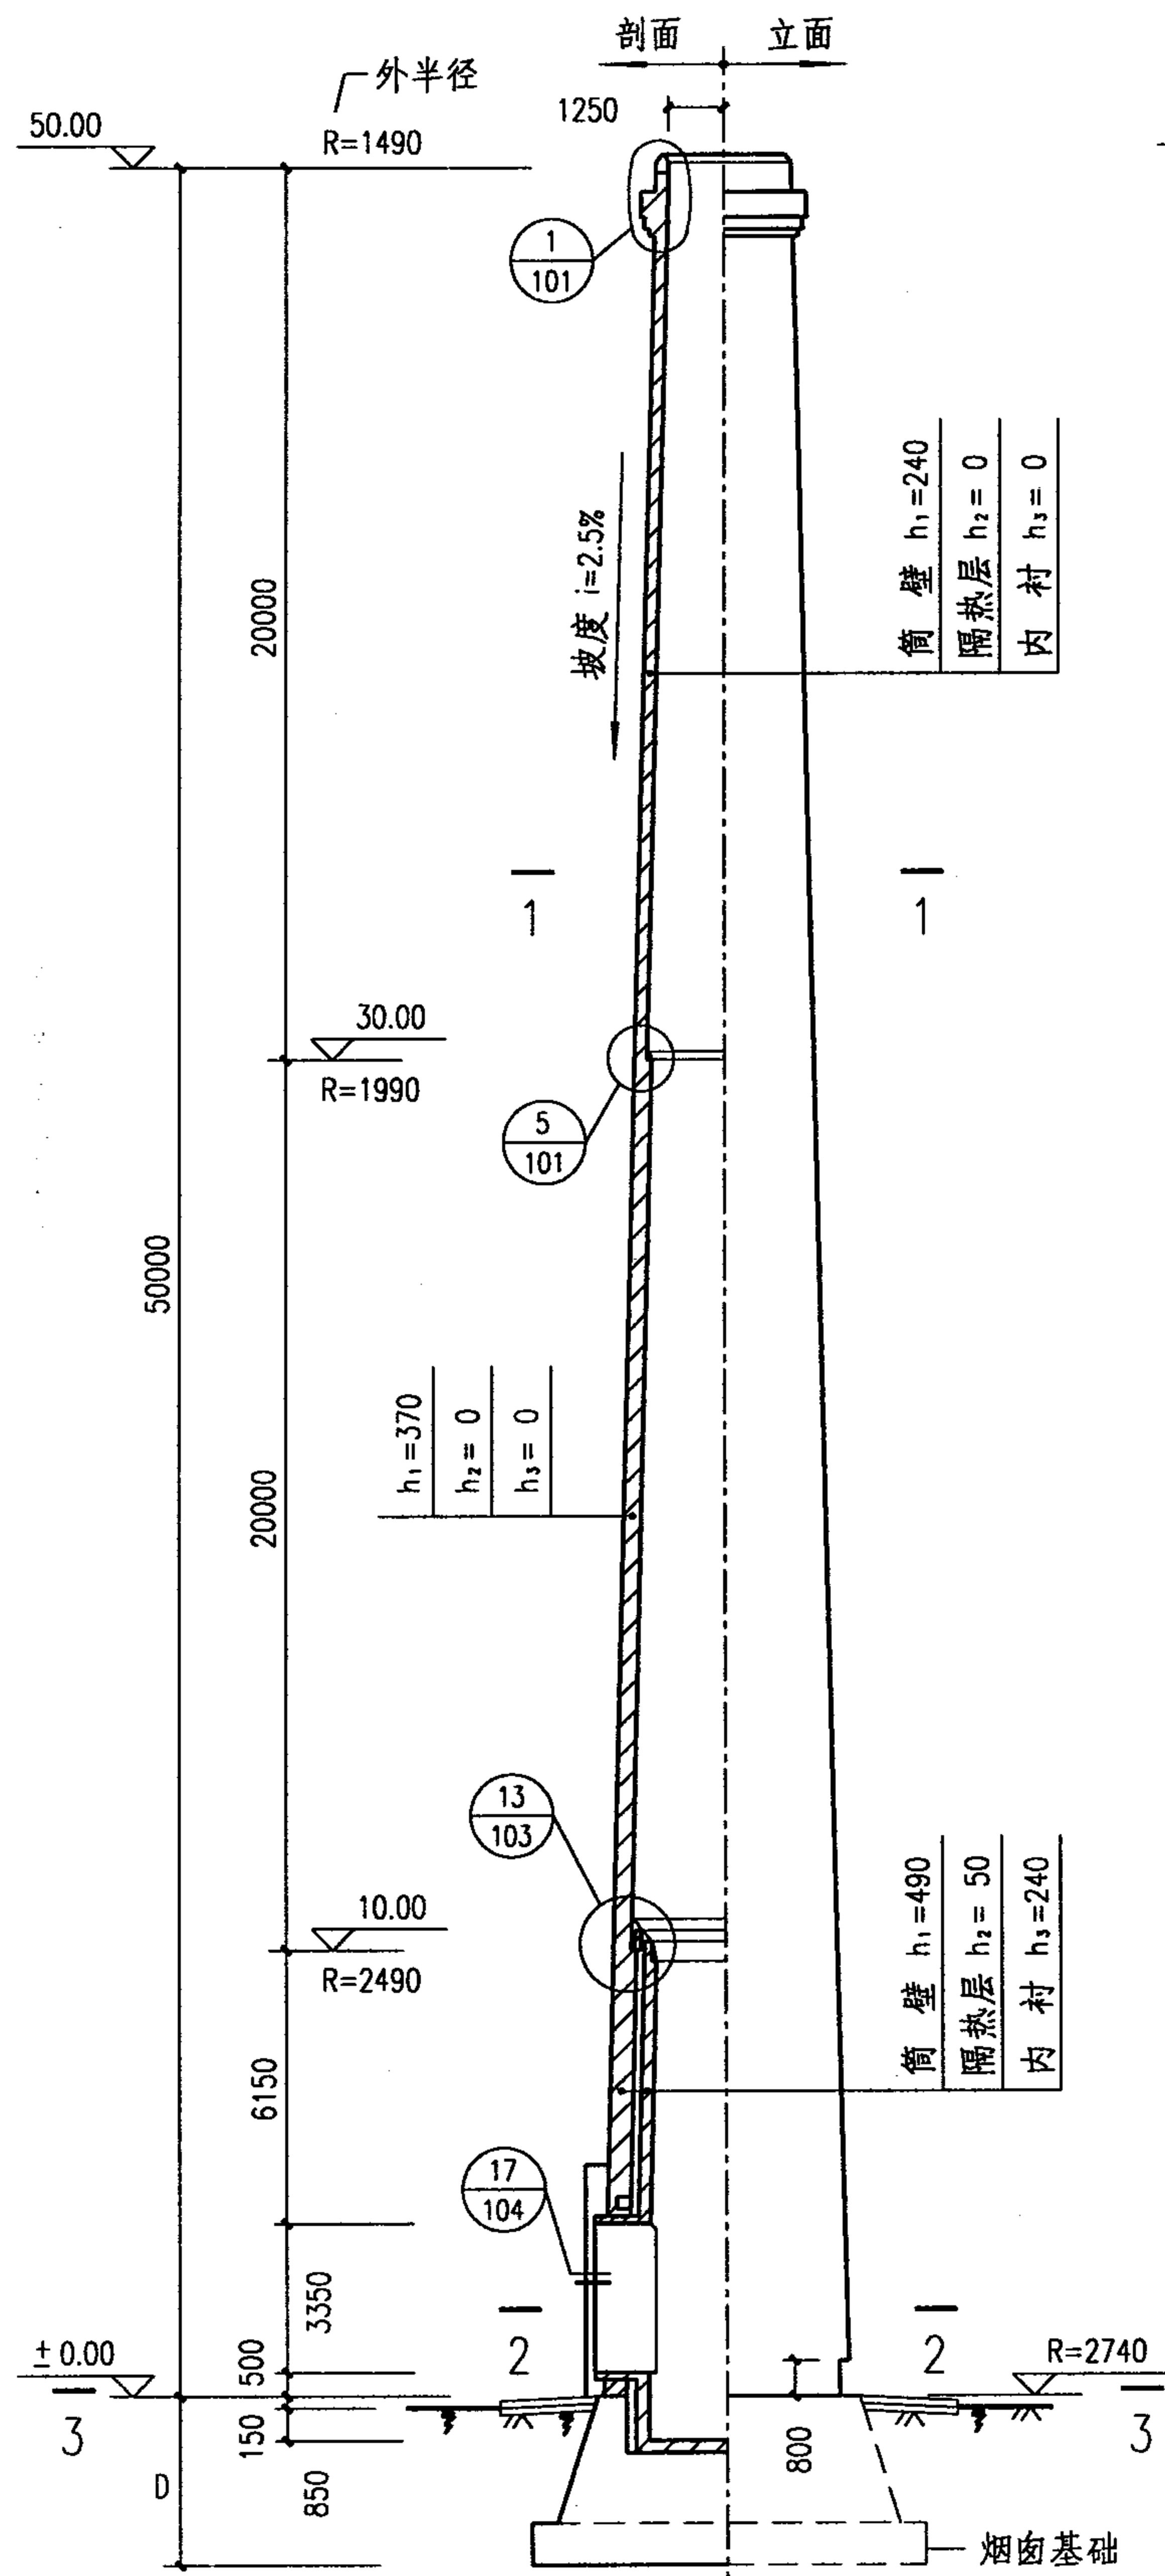 剖面
立面
外半径
1250
50.00
R=1490
1
101
筒 壁 h₁=240
隔热层 h₂= 0
内 衬 h₃= 0
坡度 i=2.5%
20000
1
1
30.00
R=1990
5
101
50000
h₁=370
h₂= 0
h₃= 0
20000
13
103
10.00
R=2490
筒 壁 h₁=490
隔热层 h₂= 50
内 衬 h₃=240
6150
17
104
3350
2
2
± 0.00
500
R=2740
3
3
150
800
D
850
烟囱基础